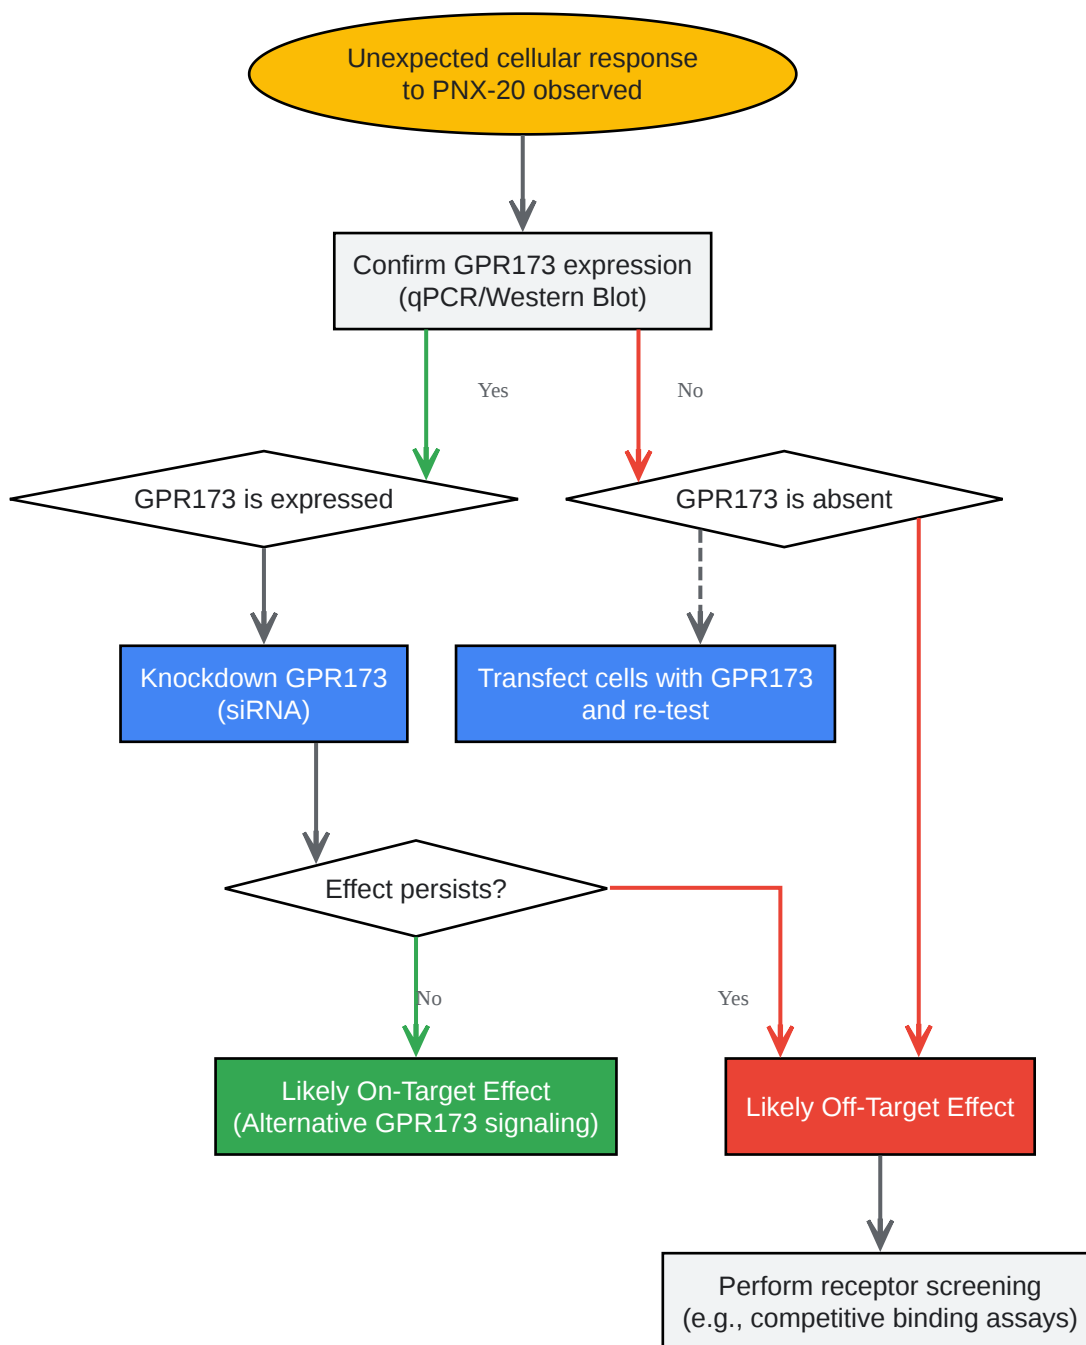 Unexpected cellular response
to PNX-20 observed
Confirm GPR173 expression
(qPCR/Western Blot)
Yes
No
GPR173 is expressed
GPR173 is absent
Knockdown GPR173
(siRNA)
Transfect cells with GPR173
and re-test
Effect persists?
No
Yes
Likely On-Target Effect
(Alternative GPR173 signaling)
Likely Off-Target Effect
Perform receptor screening
(e.g., competitive binding assays)